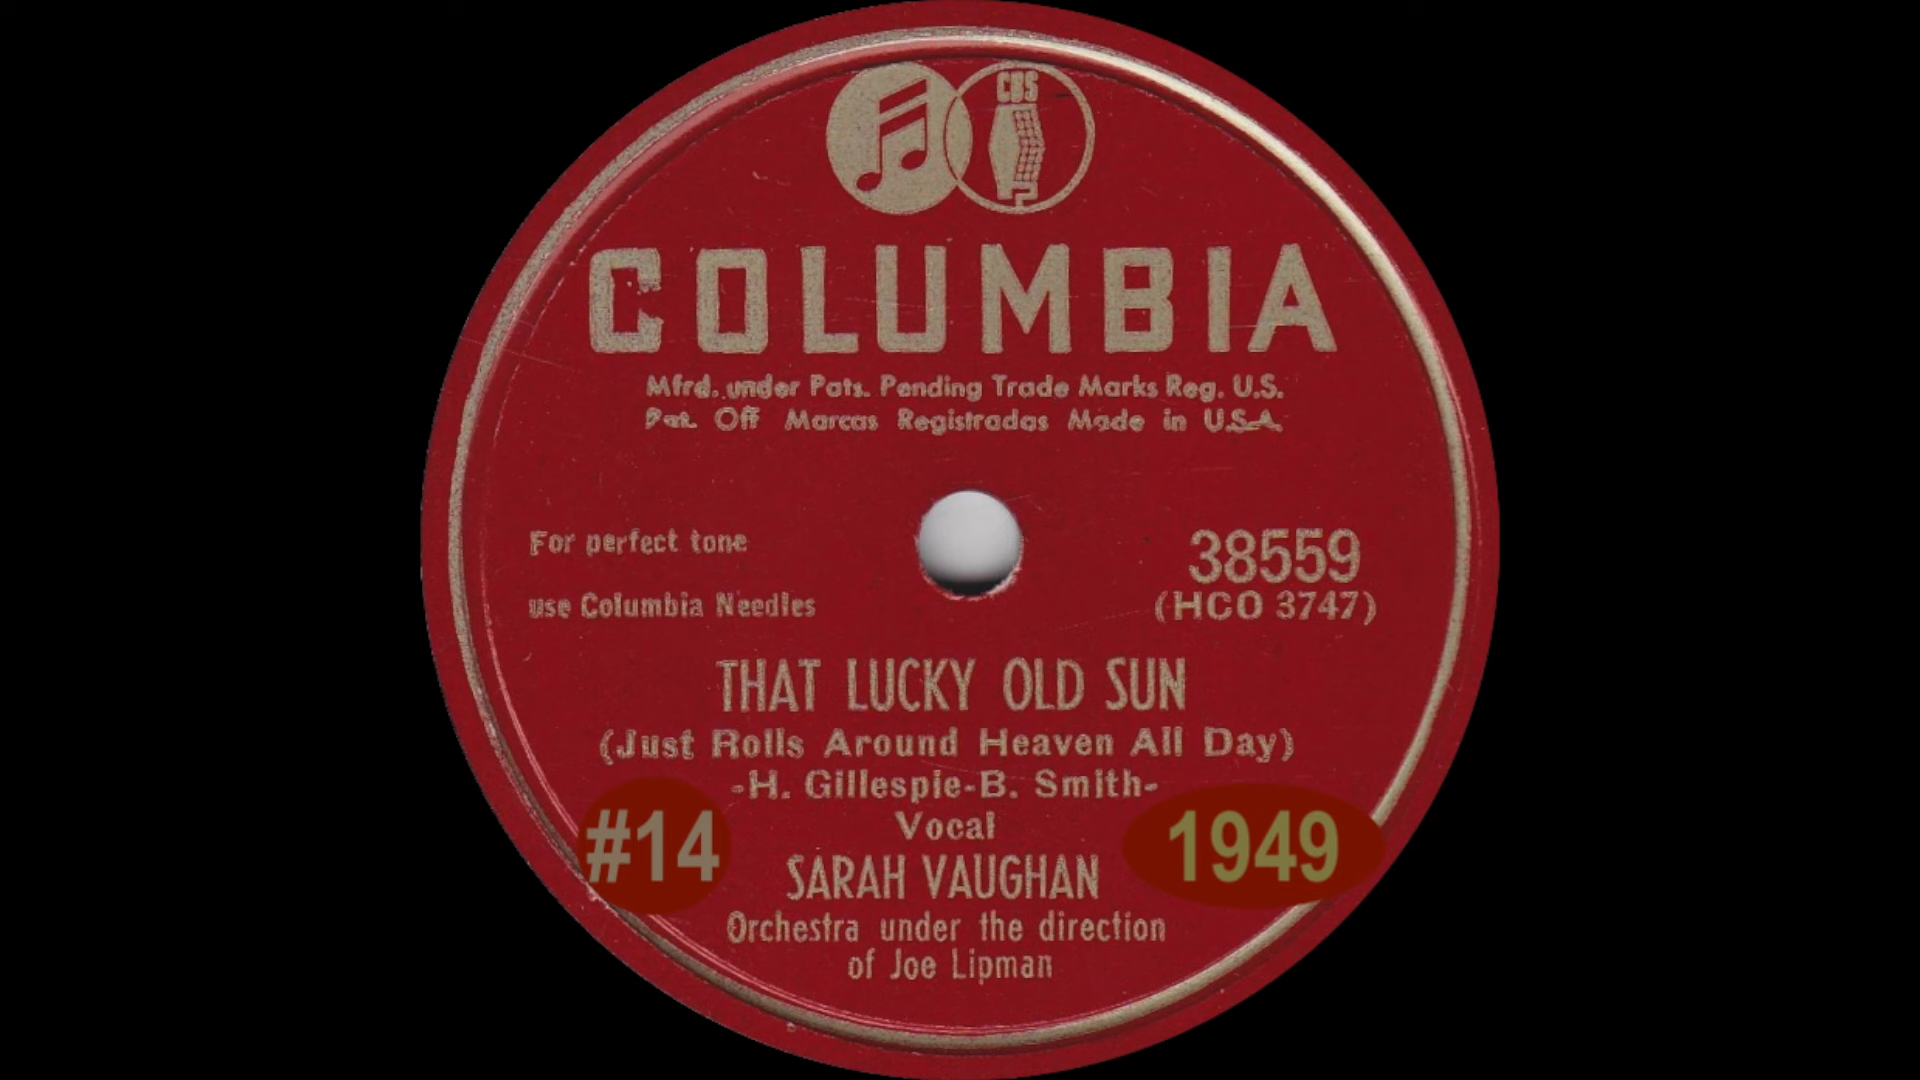 CBS
COLUMBIA
Mfrd. under Pats. Pending Trade Marks Reg. U.S.
Pat. Off Marcas Registradas Made in U.S.A.
For perfect tone
use Columbia Needles
38559
(HCO 3747)
THAT LUCKY OLD SUN
(Just Rolls Around Heaven All Day)
-H. Gillespie-B. Smith-
Vocal
#14
1949
SARAH VAUGHAN
Orchestra under the direction
of Joe Lipman